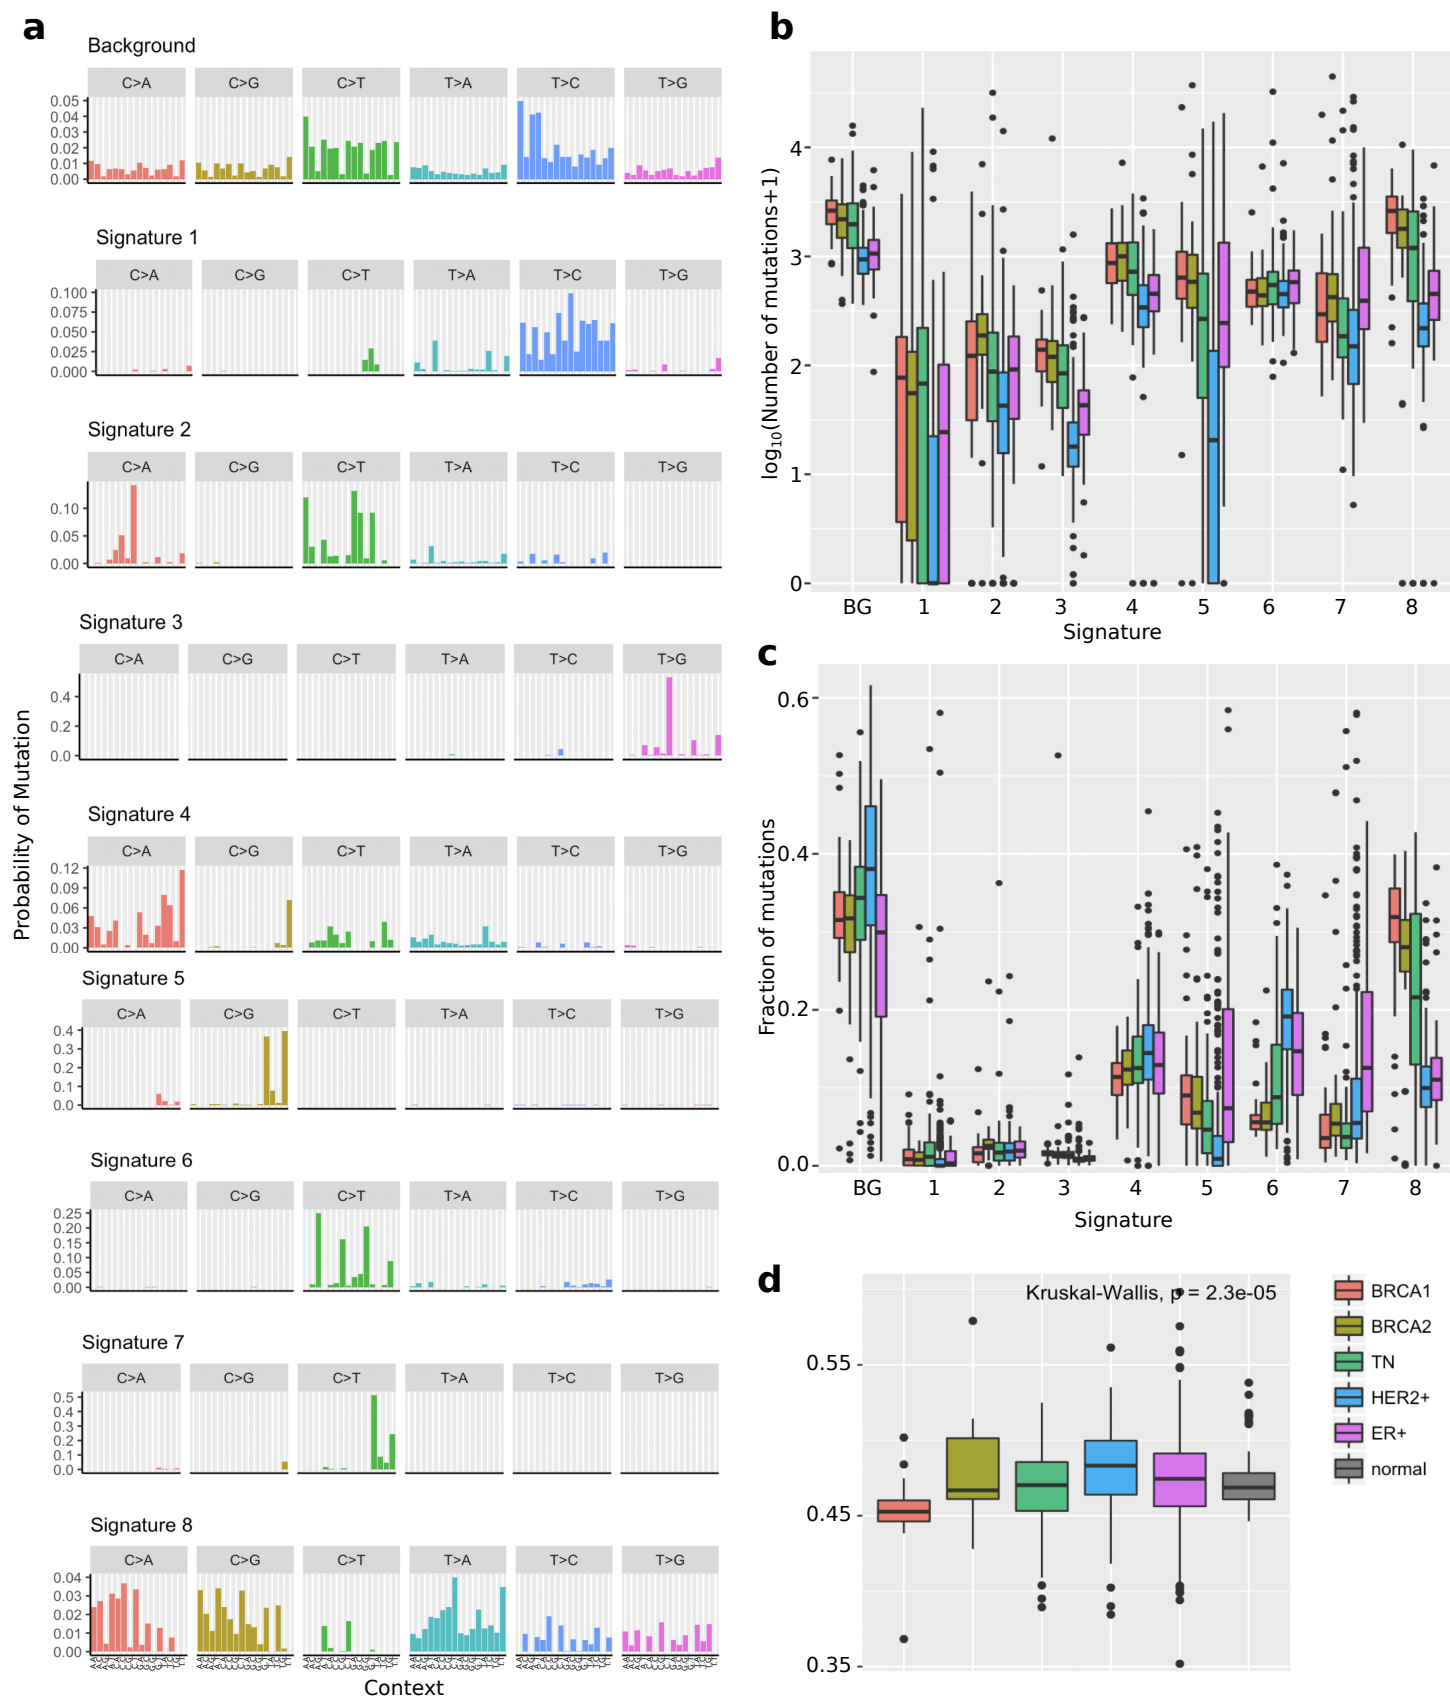 a
Background
C>A C>G C>T T>A T>C T>G
0.05
0.04
0.03
0.02
0.01
0.00
Signature 1
C>A C>G C>T T>A T>C T>G
0.100
0.075
0.050
0.025
0.000
Signature 2
C>A C>G C>T T>A T>C T>G
0.10
0.05
0.00
Signature 3
C>A C>G C>T T>A T>C T>G
0.4
0.2
0.0
Signature 4
C>A C>G C>T T>A T>C T>G
0.12
0.09
0.06
0.03
0.00
Signature 5
C>A C>G C>T T>A T>C T>G
0.4
0.3
0.2
0.1
0.0
Signature 6
C>A C>G C>T T>A T>C T>G
0.25
0.20
0.15
0.10
0.05
0.00
Signature 7
C>A C>G C>T T>A T>C T>G
0.5
0.4
0.3
0.2
0.1
0.0
Signature 8
C>A C>G C>T T>A T>C T>G
0.04
0.03
0.02
0.01
0.00
Probability of Mutation
Context
b
log10(Number of mutations+1)
4
3
2
1
0
BG 1 2 3 4 5 6 7 8
Signature
c
Fraction of mutations
0.6
0.4
0.2
0.0
BG 1 2 3 4 5 6 7 8
Signature
d
Kruskal-Wallis, p = 2.3e-05
0.55
0.45
0.35
BRCA1
BRCA2
TN
HER2+
ER+
normal